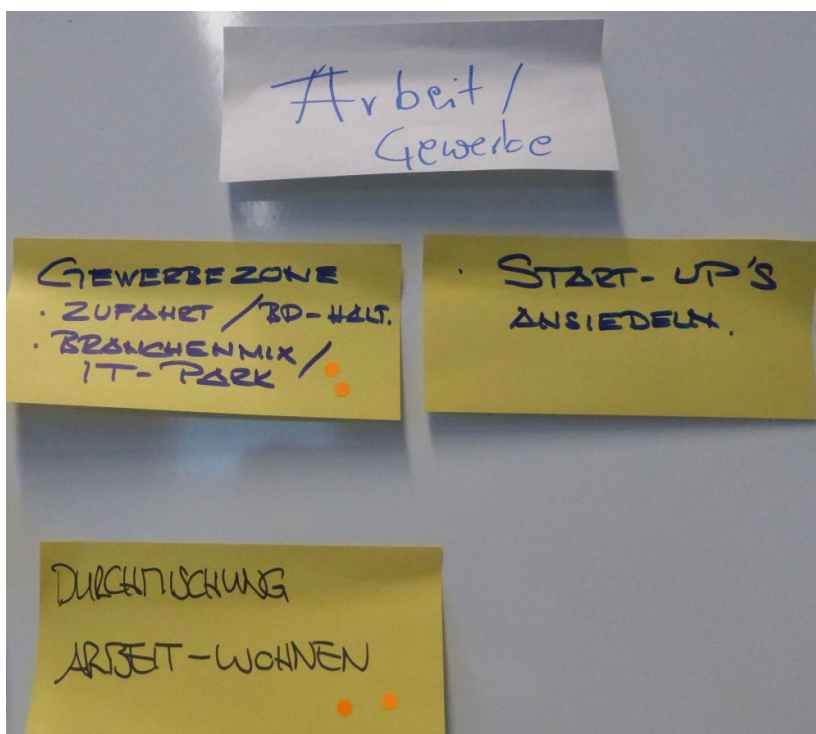 Arbeit /
Gewerbe
GEWERBEZONE
· ZUFAHRT / BD-HALT.
· BRANCHENMIX /
IT-PARK
· START-UP'S
ANSIEDELN.
DURCHMISCHUNG
ARBEIT-WOHNEN